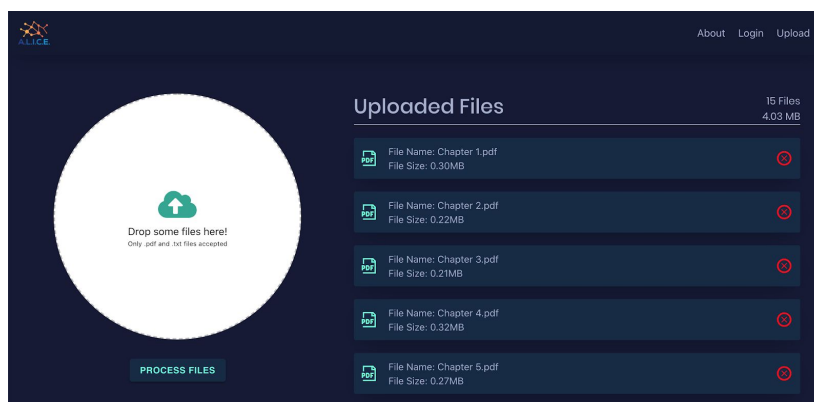 A.L.I.C.E.
About Login Upload
Drop some files here!
Only .pdf and .txt files accepted
PROCESS FILES
Uploaded Files
15 Files
4.03 MB
PDF
File Name: Chapter 1.pdf
File Size: 0.30MB
PDF
File Name: Chapter 2.pdf
File Size: 0.22MB
PDF
File Name: Chapter 3.pdf
File Size: 0.21MB
PDF
File Name: Chapter 4.pdf
File Size: 0.32MB
PDF
File Name: Chapter 5.pdf
File Size: 0.27MB